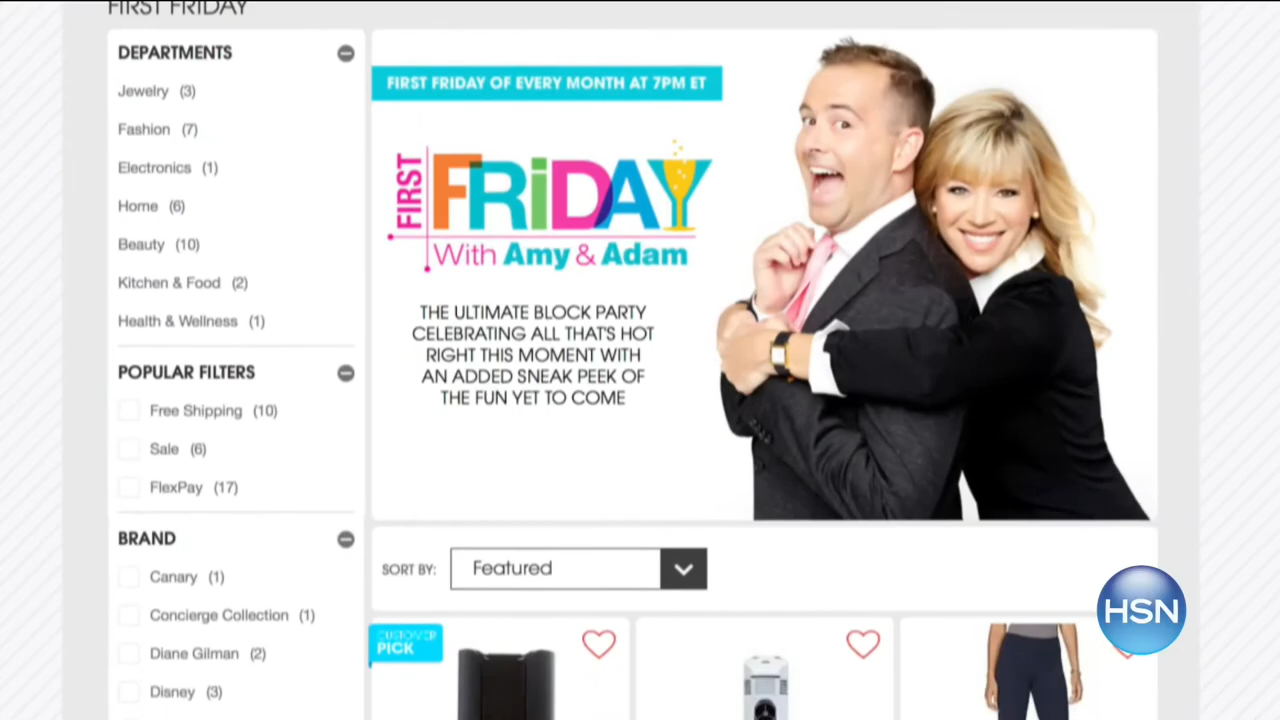 FIRST FRIDAY
DEPARTMENTS
Jewelry (3)
Fashion (7)
Electronics (1)
Home (6)
Beauty (10)
Kitchen & Food (2)
Health & Wellness (1)
POPULAR FILTERS
Free Shipping (10)
Sale (6)
FlexPay (17)
BRAND
Canary (1)
Concierge Collection (1)
Diane Gilman (2)
Disney (3)
FIRST FRIDAY OF EVERY MONTH AT 7PM ET
FIRST
FRiDAY
With Amy & Adam
THE ULTIMATE BLOCK PARTY
CELEBRATING ALL THAT'S HOT
RIGHT THIS MOMENT WITH
AN ADDED SNEAK PEEK OF
THE FUN YET TO COME
SORT BY: Featured
CUSTOMER
PICK
HSN